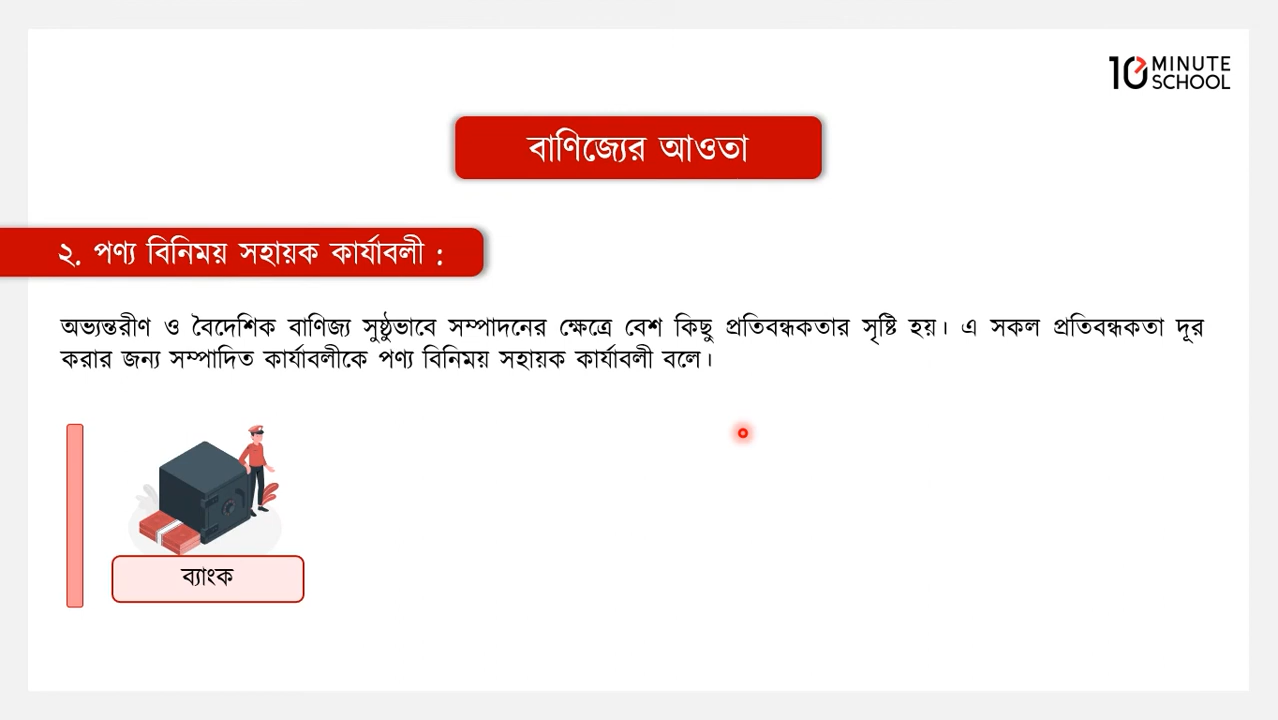 10 MINUTE
SCHOOL
বাণিজ্যের আওতা
২. পণ্য বিনিময় সহায়ক কার্যাবলী :
অভ্যন্তরীণ ও বৈদেশিক বাণিজ্য সুষ্ঠুভাবে সম্পাদনের ক্ষেত্রে বেশ কিছু প্রতিবন্ধকতার সৃষ্টি হয়। এ সকল প্রতিবন্ধকতা দূর
করার জন্য সম্পাদিত কার্যাবলীকে পণ্য বিনিময় সহায়ক কার্যাবলী বলে।
ব্যাংক